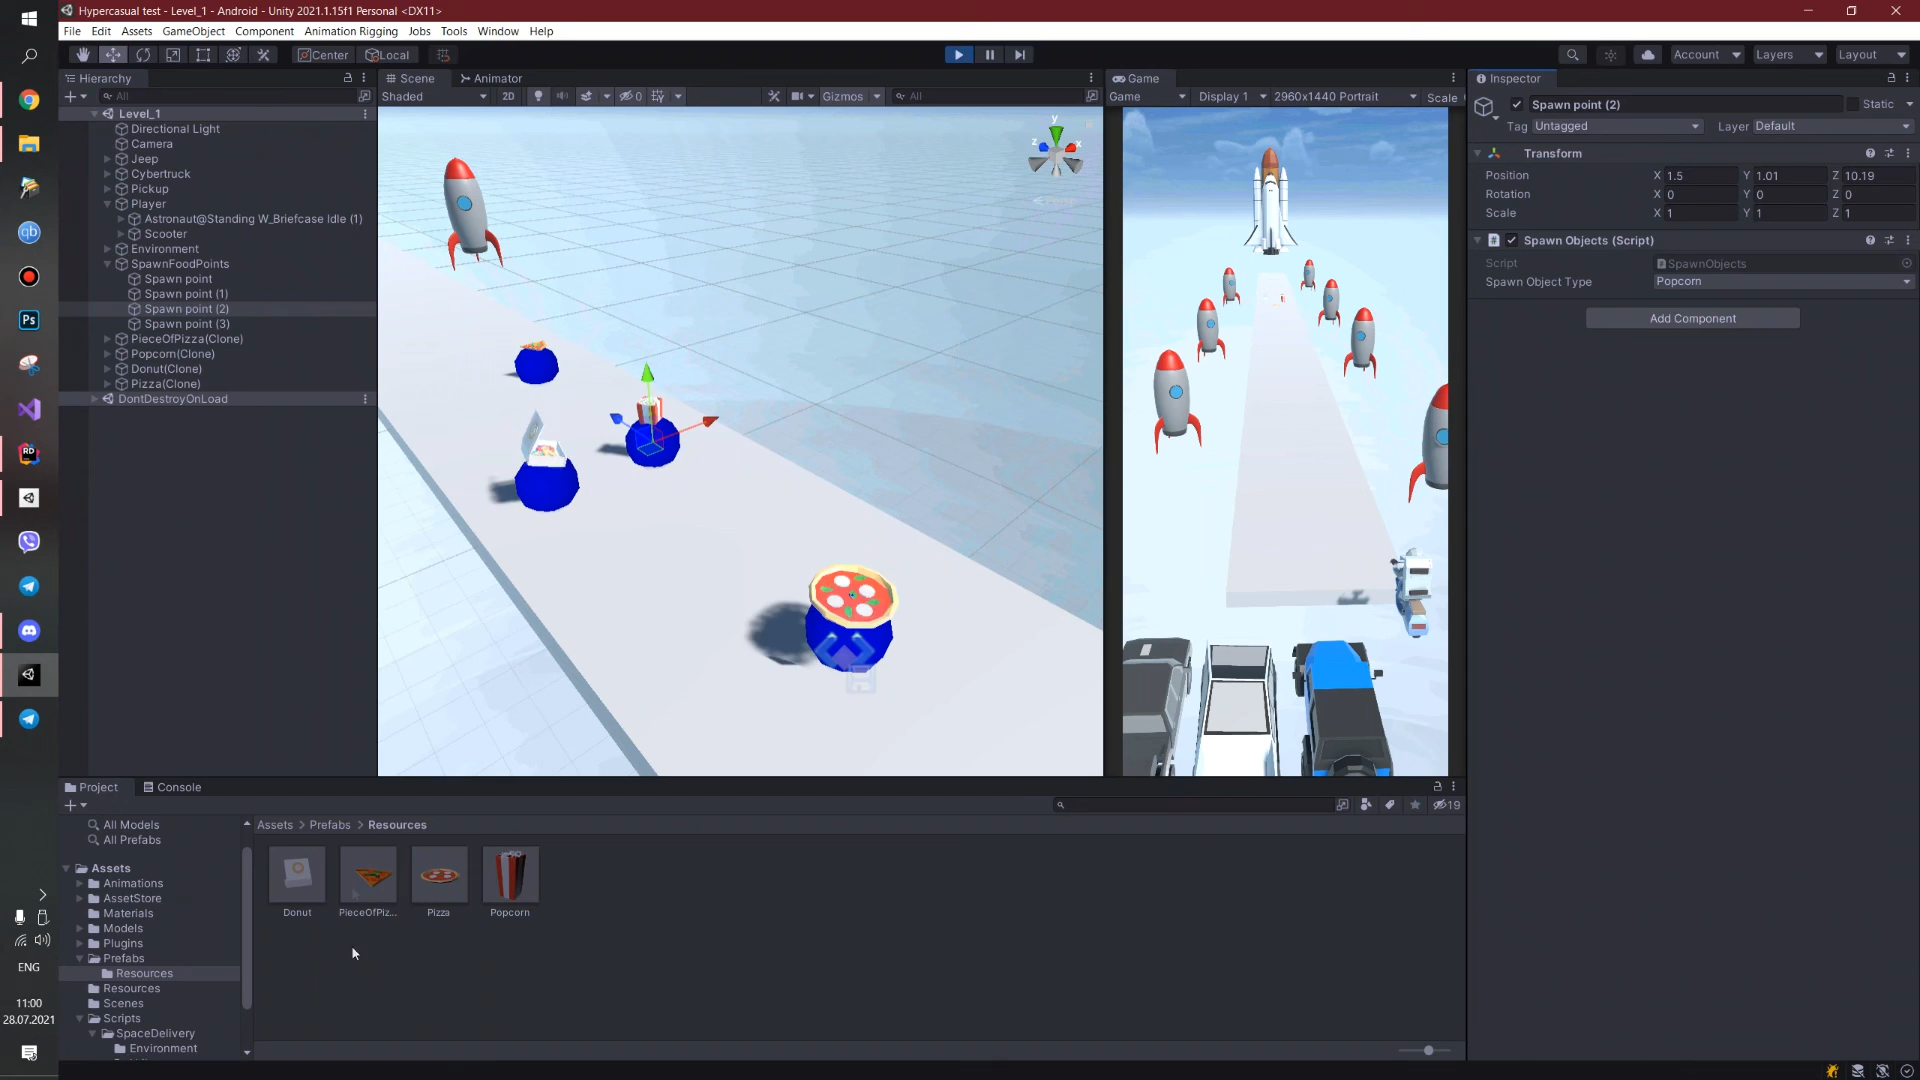 Hypercasual test - Level_1 - Android - Unity 2021.1.15f1 Personal <DX11>
File Edit Assets GameObject Component Animation Rigging Jobs Tools Window Help
Center Local Account Layers Layout
Hierarchy
All
Level_1
Directional Light
Camera
Jeep
Cybertruck
Pickup
Player
Astronaut@Standing W_Briefcase Idle (1)
Scooter
Environment
SpawnFoodPoints
Spawn point
Spawn point (1)
Spawn point (2)
Spawn point (3)
PieceOfPizza(Clone)
Popcorn(Clone)
Donut(Clone)
Pizza(Clone)
DontDestroyOnLoad
Scene Animator
Shaded 2D 0 Gizmos All
y
z x
Game
Game Display 1 2960x1440 Portrait Scale
Inspector
Spawn point (2) Static
Tag Untagged Layer Default
Transform
Position X 1.5 Y 1.01 Z 10.19
Rotation X 0 Y 0 Z 0
Scale X 1 Y 1 Z 1
Spawn Objects (Script)
Script SpawnObjects
Spawn Object Type Popcorn
Add Component
Project Console
19
All Models
All Prefabs
Assets
Animations
AssetStore
Materials
Models
Plugins
Prefabs
Resources
Resources
Scenes
Scripts
SpaceDelivery
Environment
Assets > Prefabs > Resources
Donut PieceOfPiz... Pizza Popcorn
qb
Ps
RD
ENG
11:00
28.07.2021